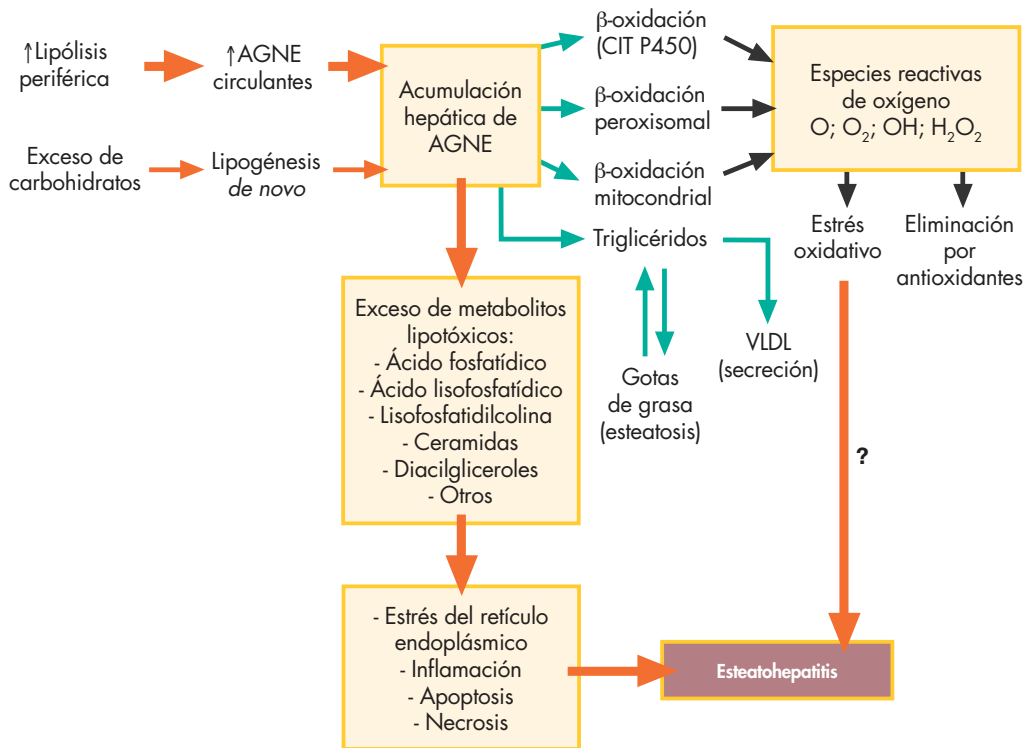 ↑Lipólisis
periférica
↑AGNE
circulantes
Exceso de
carbohidratos
Lipogénesis
de novo
Acumulación
hepática de
AGNE
β-oxidación
(CIT P450)
β-oxidación
peroxisomal
β-oxidación
mitocondrial
Triglicéridos
Gotas
de grasa
(esteatosis)
VLDL
(secreción)
Especies reactivas
de oxígeno
O; O₂; OH; H₂O₂
Estrés
oxidativo
Eliminación
por
antioxidantes
?
Exceso de metabolitos
lipotóxicos:
- Ácido fosfatídico
- Ácido lisofosfatídico
- Lisofosfatidilcolina
- Ceramidas
- Diacilgliceroles
- Otros
- Estrés del retículo
endoplásmico
- Inflamación
- Apoptosis
- Necrosis
Esteatohepatitis